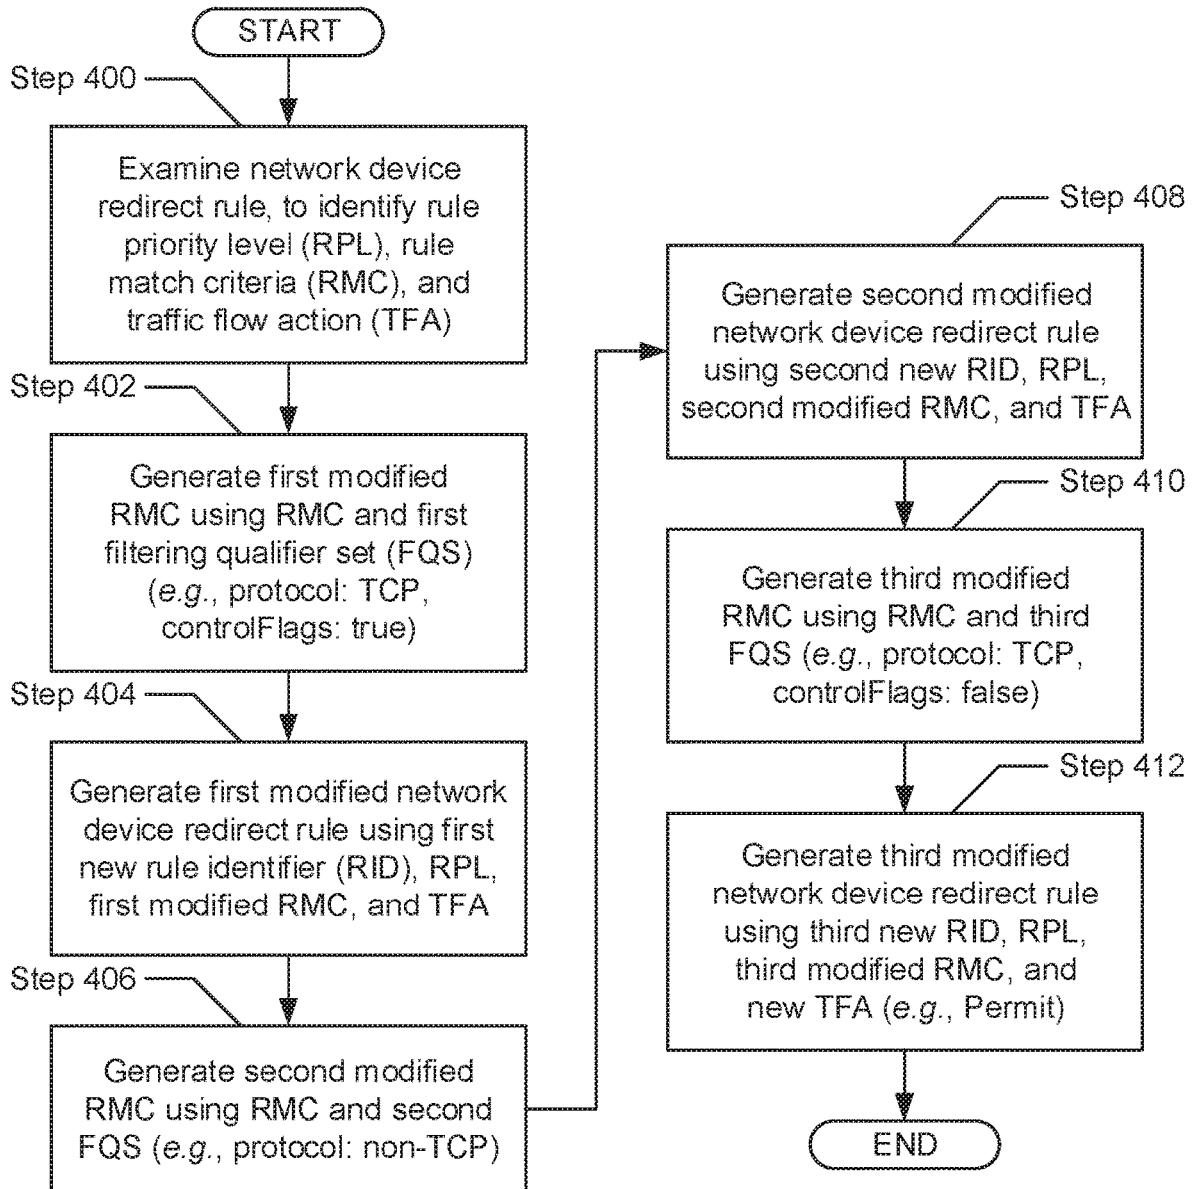 START
Step 400
Examine network device
redirect rule, to identify rule
priority level (RPL), rule
match criteria (RMC), and
traffic flow action (TFA)
Step 402
Generate first modified
RMC using RMC and first
filtering qualifier set (FQS)
(e.g., protocol: TCP,
controlFlags: true)
Step 404
Generate first modified network
device redirect rule using first
new rule identifier (RID), RPL,
first modified RMC, and TFA
Step 406
Generate second modified
RMC using RMC and second
FQS (e.g., protocol: non-TCP)
Step 408
Generate second modified
network device redirect rule
using second new RID, RPL,
second modified RMC, and TFA
Step 410
Generate third modified
RMC using RMC and third
FQS (e.g., protocol: TCP,
controlFlags: false)
Step 412
Generate third modified
network device redirect rule
using third new RID, RPL,
third modified RMC, and
new TFA (e.g., Permit)
END